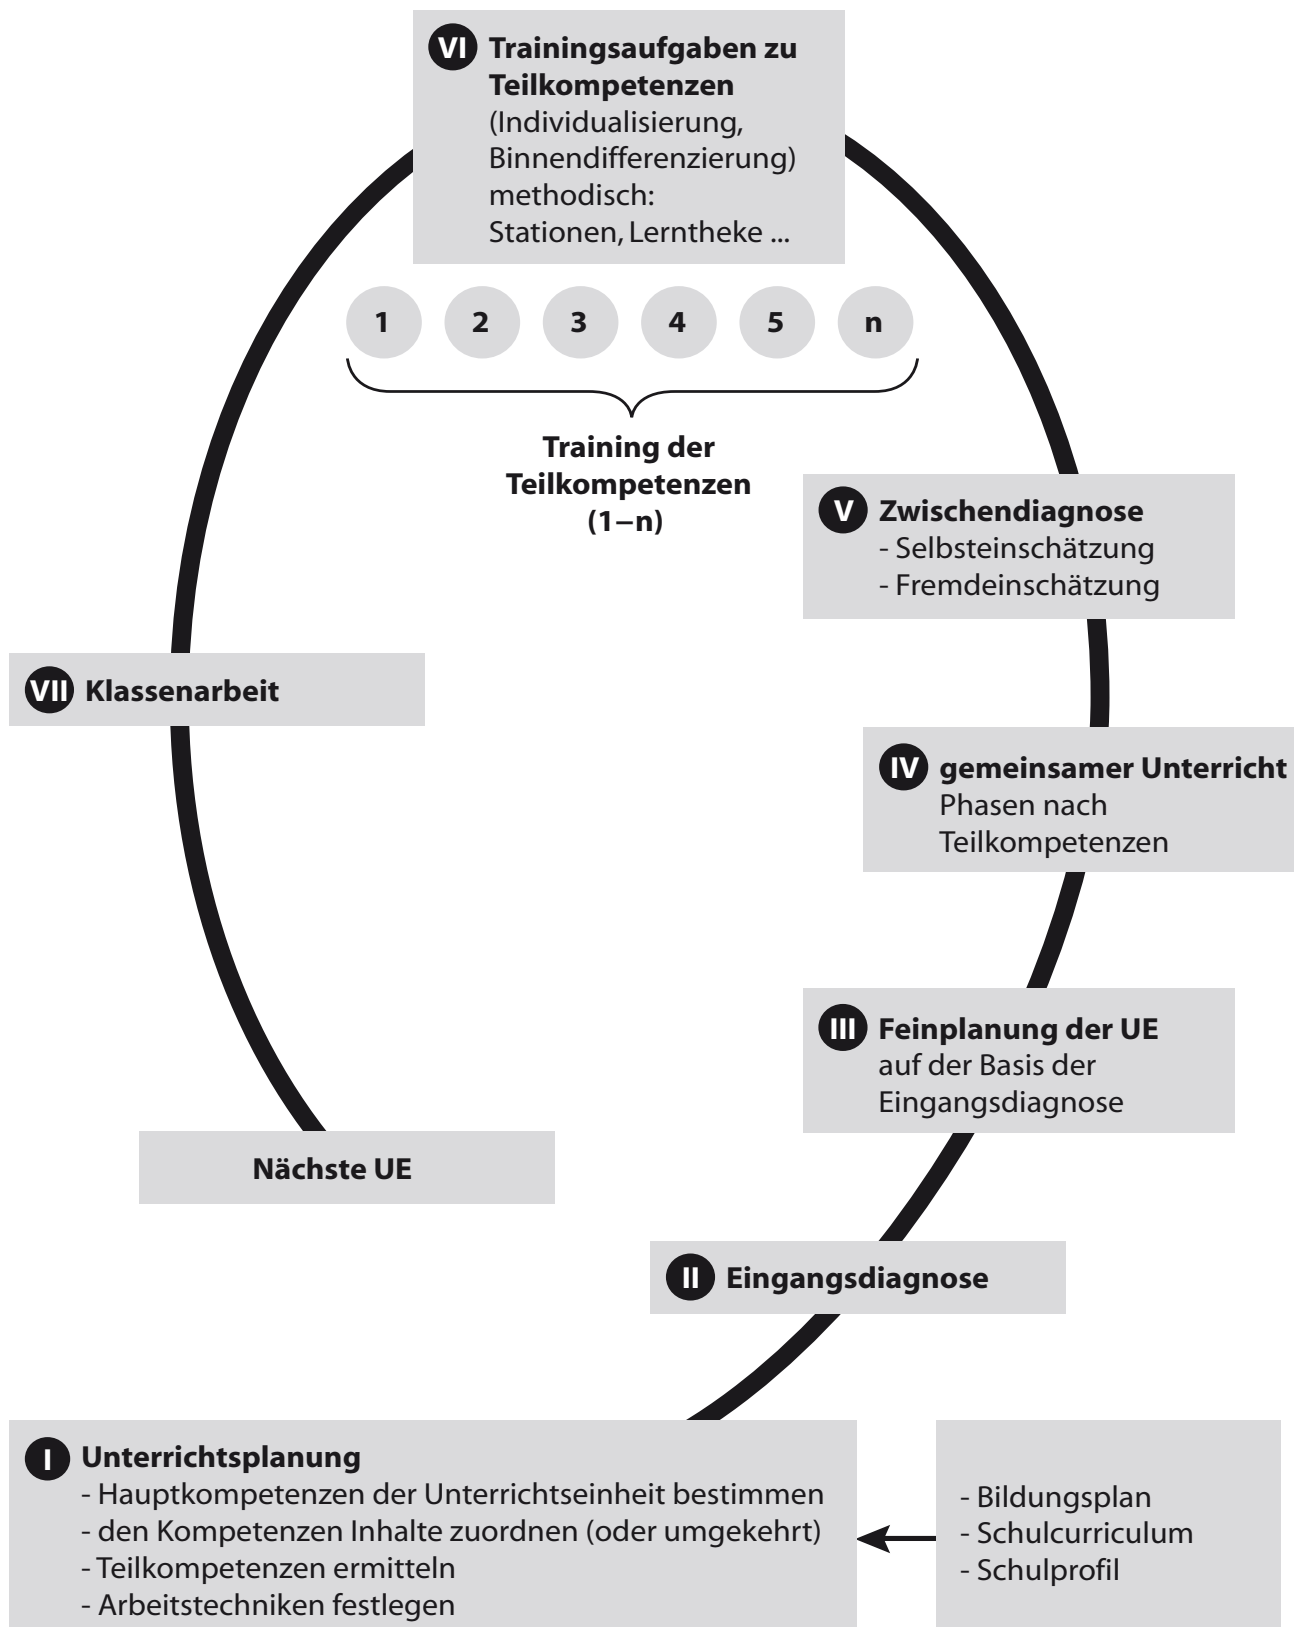 VI Trainingsaufgaben zu
Teilkompetenzen
(Individualisierung,
Binnendifferenzierung)
methodisch:
Stationen, Lerntheke ...
1 2 3 4 5 n
Training der
Teilkompetenzen
(1–n)
V Zwischendiagnose
- Selbsteinschätzung
- Fremdeinschätzung
VII Klassenarbeit
IV gemeinsamer Unterricht
Phasen nach
Teilkompetenzen
III Feinplanung der UE
auf der Basis der
Eingangsdiagnose
Nächste UE
II Eingangsdiagnose
I Unterrichtsplanung
- Hauptkompetenzen der Unterrichtseinheit bestimmen
- den Kompetenzen Inhalte zuordnen (oder umgekehrt)
- Teilkompetenzen ermitteln
- Arbeitstechniken festlegen
- Bildungsplan
- Schulcurriculum
- Schulprofil